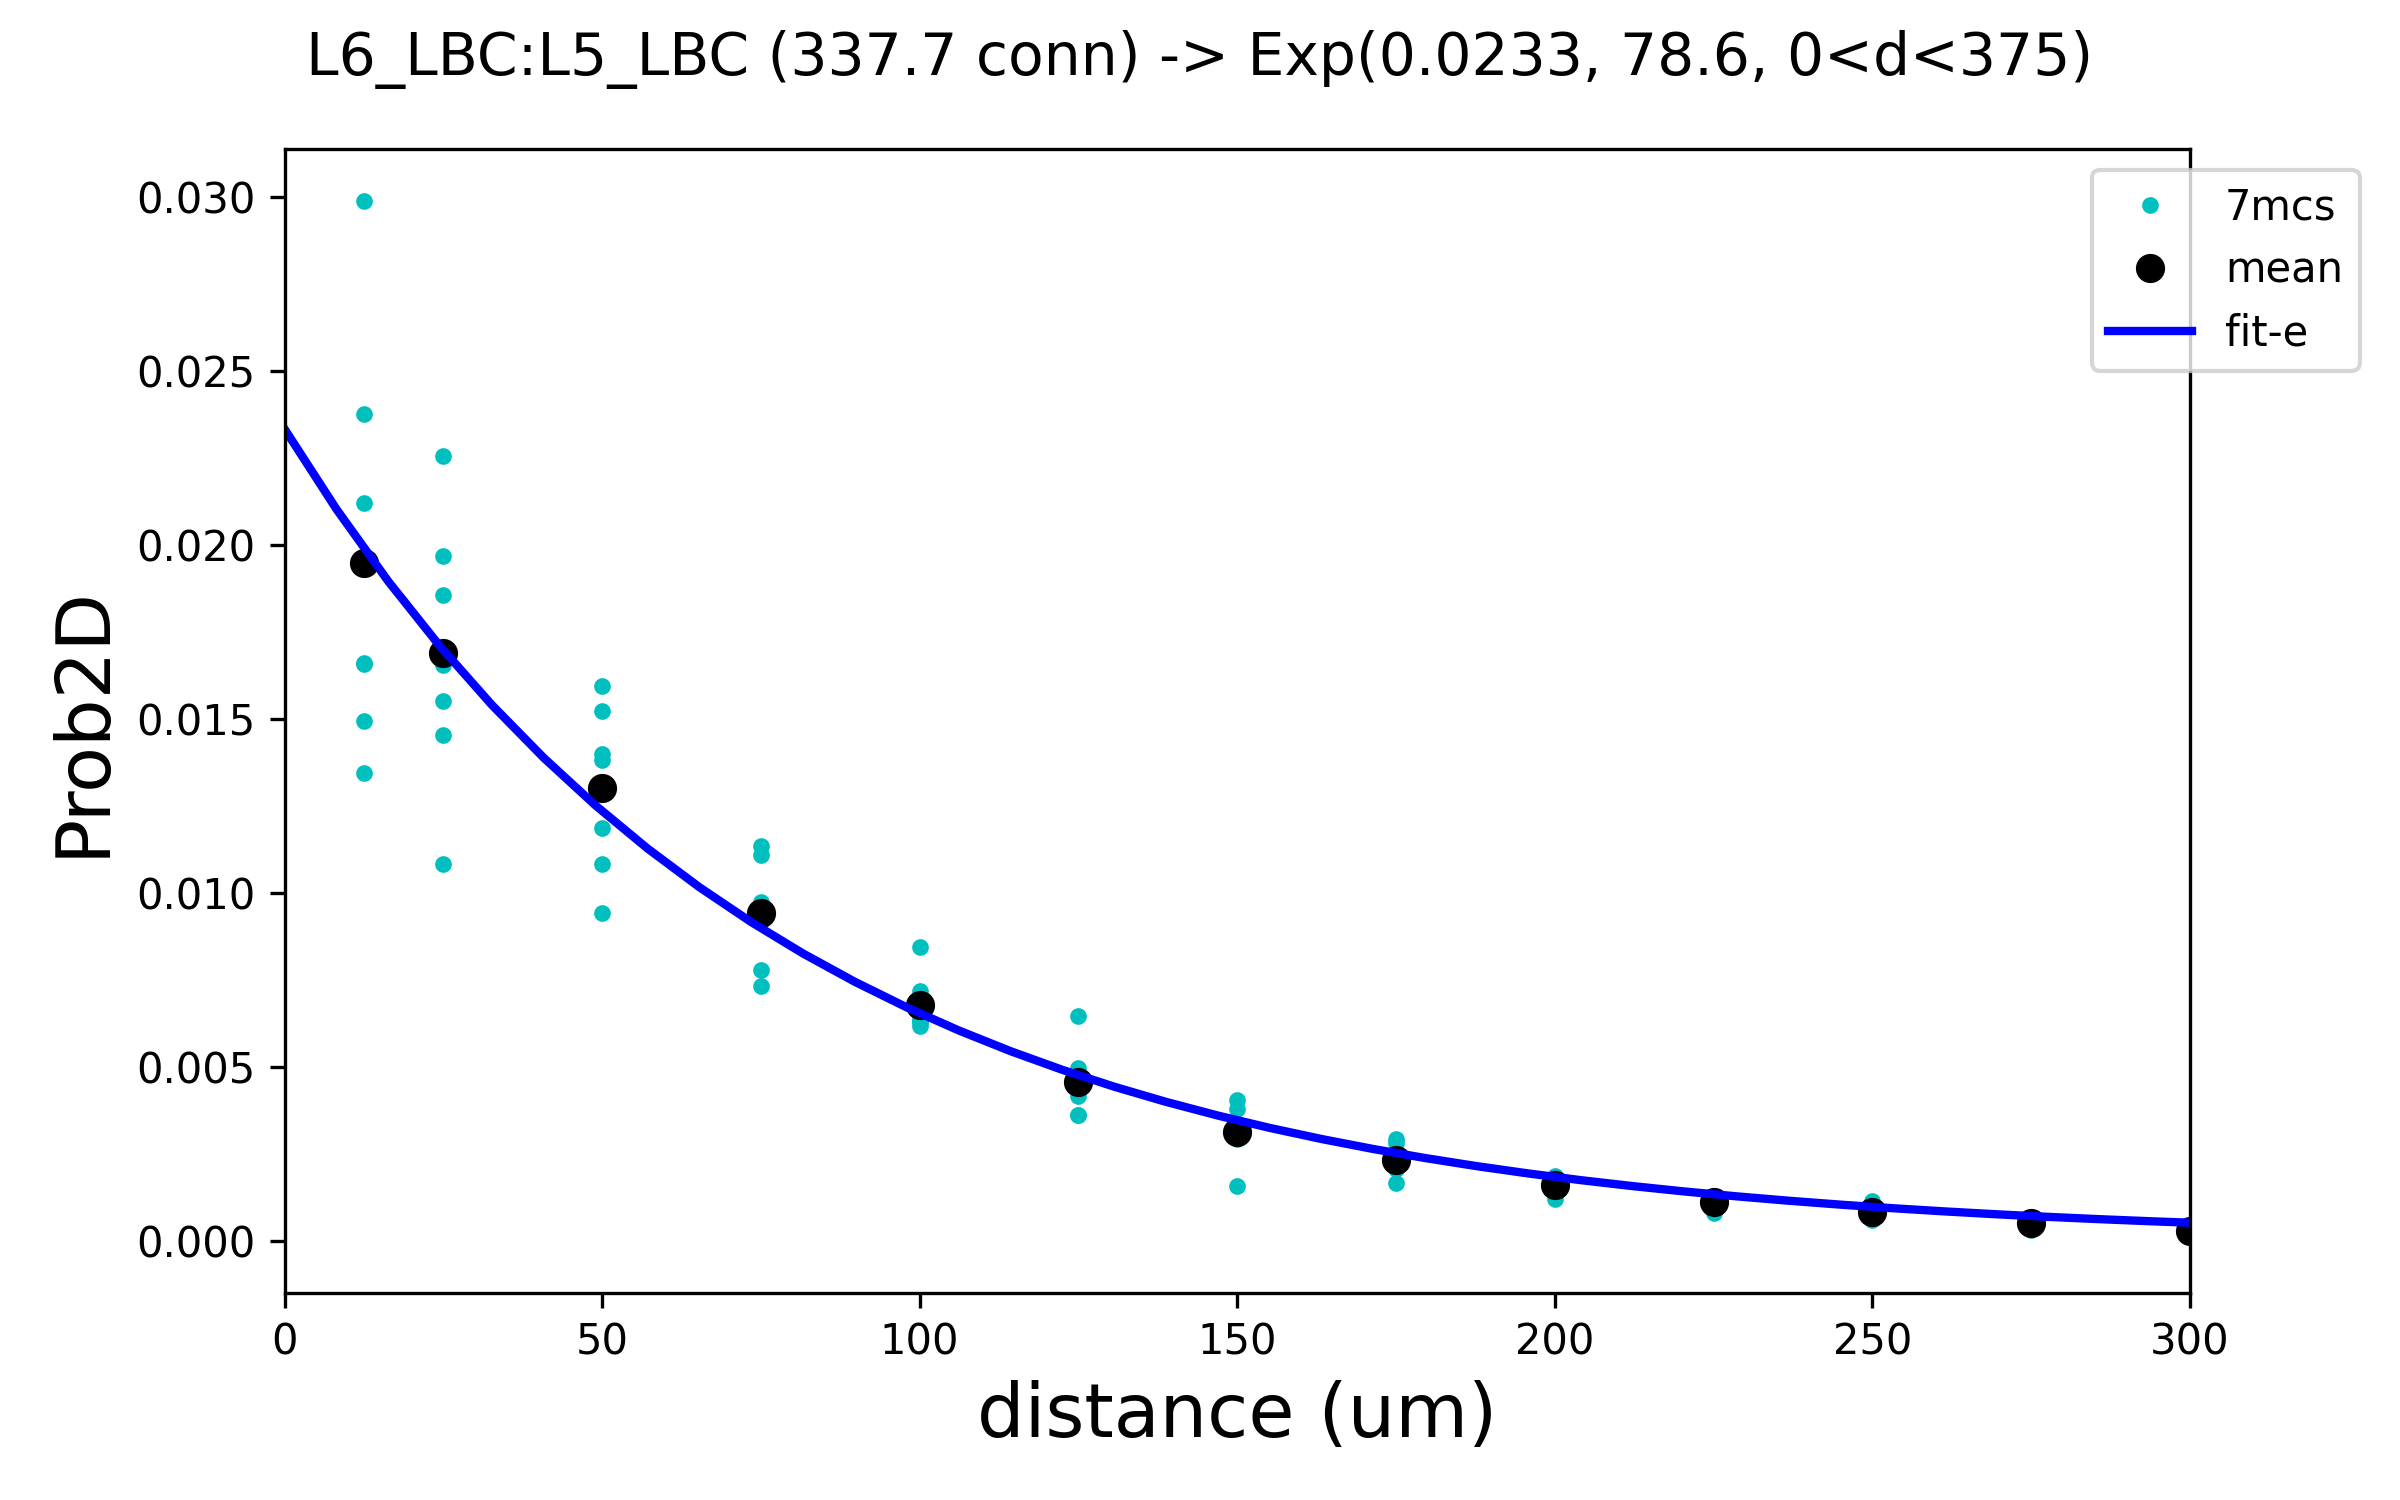 L6_LBC:L5_LBC (337.7 conn) -> Exp(0.0233, 78.6, 0<d<375)
7mcs
mean
fit-e
Prob2D
0.030
0.025
0.020
0.015
0.010
0.005
0.000
0 50 100 150 200 250 300
distance (um)